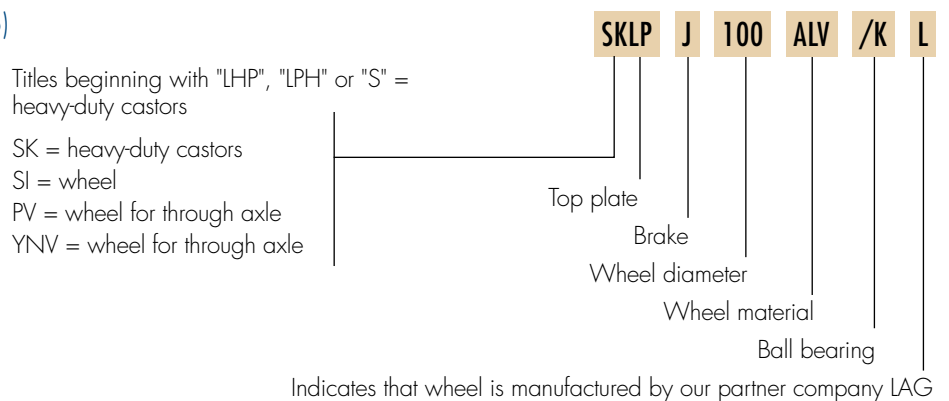 SKLP J 100 ALV /K L
Titles beginning with "LHP", "LPH" or "S" =
heavy-duty castors
SK = heavy-duty castors
SI = wheel
PV = wheel for through axle
YNV = wheel for through axle
Top plate
Brake
Wheel diameter
Wheel material
Ball bearing
Indicates that wheel is manufactured by our partner company LAG